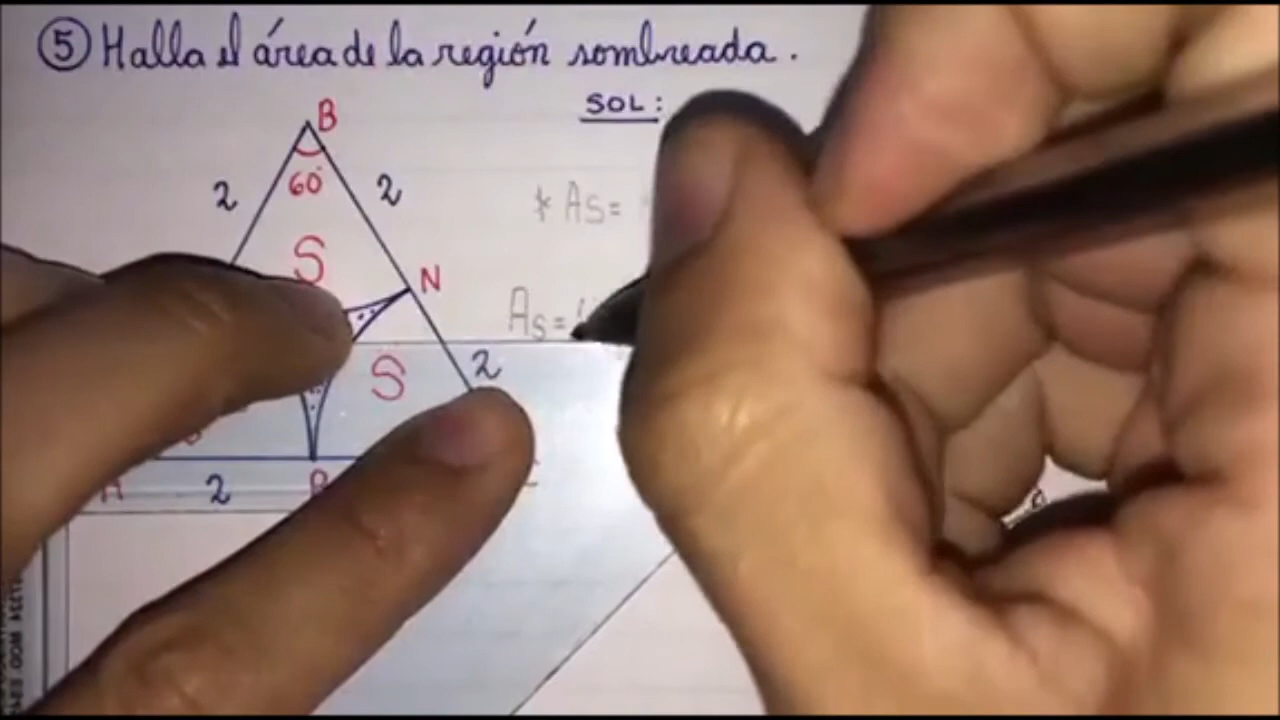 ⑤ Halla el área de la región sombreada.
SOL:
B
60°
2
2
S
* As=
N
As=
S
2
A
2